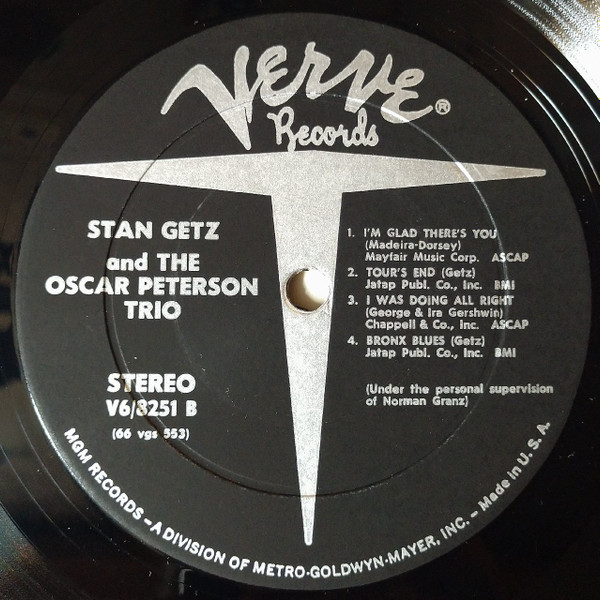 VERVE®
Records
STAN GETZ
and THE
OSCAR PETERSON
TRIO
STEREO
V6/8251 B
(66 vgs 553)
1. I'M GLAD THERE'S YOU
(Madeira-Dorsey)
Mayfair Music Corp. ASCAP
2. TOUR'S END (Getz)
Jatap Publ. Co., Inc. BMI
3. I WAS DOING ALL RIGHT
(George & Ira Gershwin)
Chappell & Co., Inc. ASCAP
4. BRONX BLUES (Getz)
Jatap Publ. Co., Inc. BMI
(Under the personal supervision
of Norman Granz)
MGM RECORDS – A DIVISION OF METRO-GOLDWYN-MAYER, INC. – Made in U. S. A.